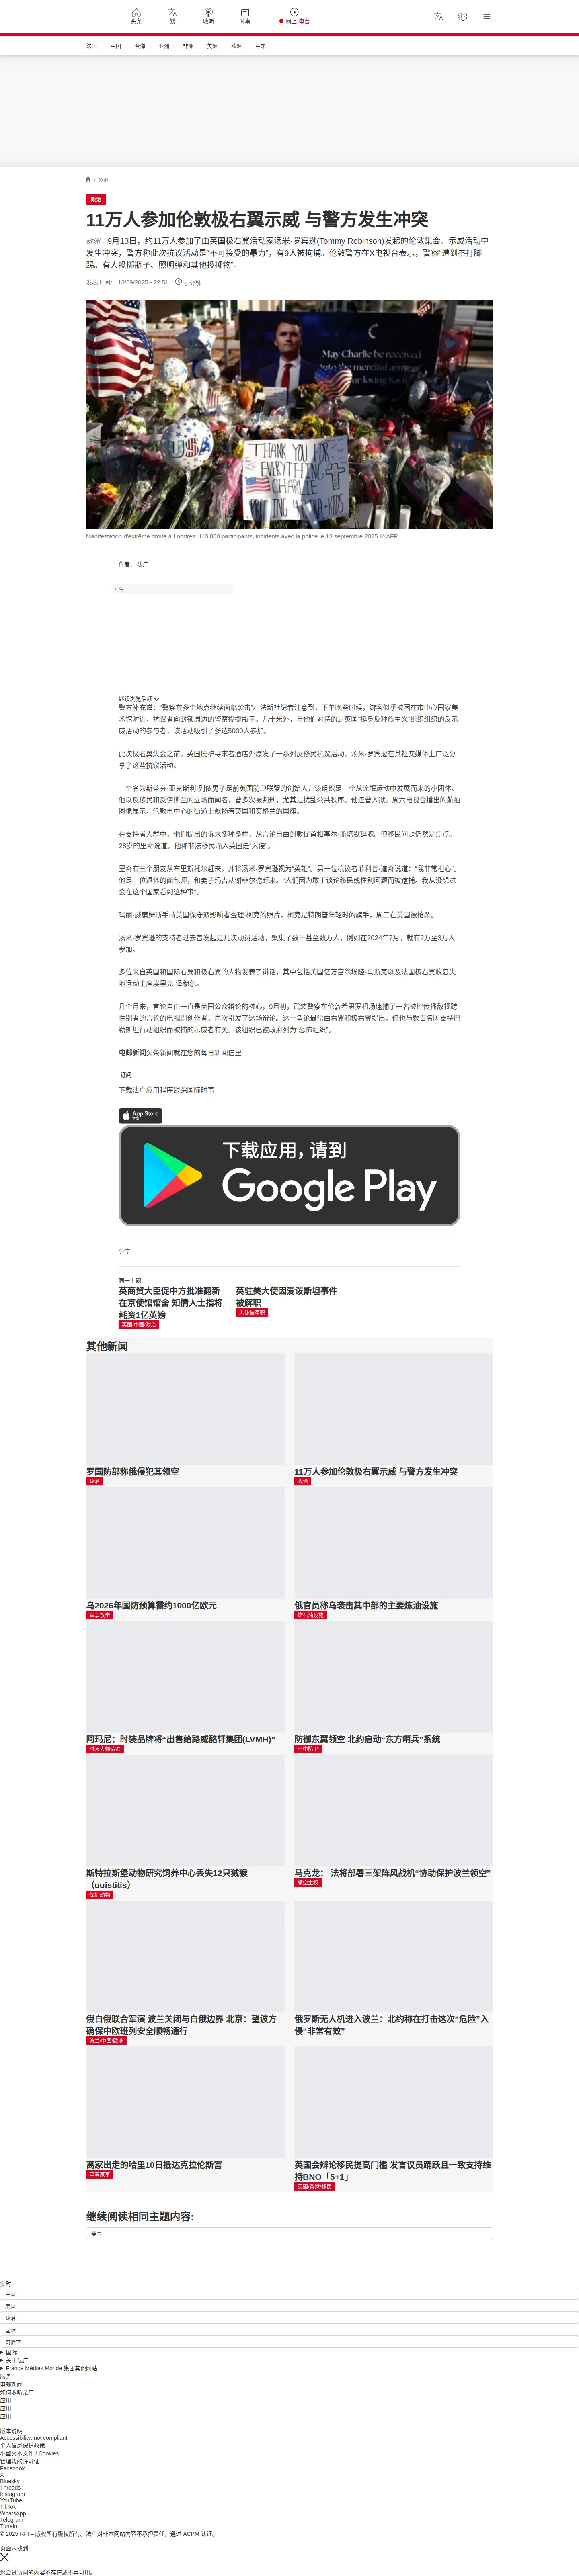 头条
繁
收听
时事
网上 电台
法国 中国 台海 亚洲 非洲 美洲 欧洲 中东
/ 欧洲
政治
11万人参加伦敦极右翼示威 与警方发生冲突
欧洲 – 9月13日，约11万人参加了由英国极右翼活动家汤米·罗宾逊(Tommy Robinson)发起的伦敦集会。示威活动中
发生冲突，警方称此次抗议活动是“不可接受的暴力”，有9人被拘捕。伦敦警方在X电视台表示，警察“遭到拳打脚
踢。有人投掷瓶子、照明弹和其他投掷物”。
发表时间： 13/09/2025 - 22:51 6 分钟
May Charlie be received
into the merciful arms of
our loving Savior
US
THANK YOU
FOR
EVERYTHING
CHARLIE
Manifestation d'extrême droite à Londres: 110.000 participants, incidents avec la police le 13 septembre 2025 © AFP
作者： 法广
广告
继续浏览后续
警方补充道：“警察在多个地点继续面临袭击”。法新社记者注意到，下午晚些时候，游客似乎被困在市中心国家美
术馆附近，抗议者向封锁周边的警察投掷瓶子。几十米外，与他们对峙的是英国“挺身反种族主义”组织组织的反示
威活动的参与者，该活动吸引了多达5000人参加。
此次极右翼集会之前，英国庇护寻求者酒店外爆发了一系列反移民抗议活动，汤米·罗宾逊在其社交媒体上广泛分
享了这些抗议活动。
一个名为斯蒂芬·亚克斯利-列侬男子是前英国防卫联盟的创始人，该组织是一个从流氓运动中发展而来的小团体。
他以反移民和反伊斯兰的立场而闻名，曾多次被判刑，尤其是扰乱公共秩序。他还曾入狱。周六电视台播出的航拍
图像显示，伦敦市中心的街道上飘扬着英国和英格兰的国旗。
在支持者人群中，他们提出的诉求多种多样，从言论自由到敦促首相基尔·斯塔默辞职。但移民问题仍然是焦点。
28岁的里奇说道，他称非法移民涌入英国是“入侵”。
里奇有三个朋友从布里斯托尔赶来，并将汤米·罗宾逊视为“英雄”。另一位抗议者菲利普·道奇说道：“我非常担心”。
他是一位退休的面包师，和妻子玛吉从谢菲尔德赶来。“人们因为敢于谈论移民或性别问题而被逮捕。我从没想过
会在这个国家看到这种事”。
玛丽·威廉姆斯手持美国保守派影响者查理·柯克的照片，柯克是特朗普年轻时的旗手，周三在美国被枪杀。
汤米·罗宾逊的支持者过去曾发起过几次动员活动，聚集了数千甚至数万人，例如在2024年7月，就有2万至3万人
参加。
多位来自英国和国际右翼和极右翼的人物发表了讲话，其中包括美国亿万富翁埃隆·马斯克以及法国极右翼收复失
地运动主席埃里克·泽穆尔。
几个月来，言论自由一直是英国公众辩论的核心，9月初，武装警察在伦敦希思罗机场逮捕了一名被控传播敌视跨
性别者的言论的电视剧创作者，再次引发了这场辩论。这一争论最常由右翼和极右翼提出，但也与数百名因支持巴
勒斯坦行动组织而被捕的示威者有关，该组织已被政府列为“恐怖组织”。
电邮新闻头条新闻就在您的每日新闻信里
订阅
下载法广应用程序跟踪国际时事
App Store
下载应用，请到
Google Play
分享 :
同一主题
英商贸大臣促中方批准翻新
在京使馆馆舍 知情人士指将
耗资1亿英镑
英国/中国/政治
英驻美大使因爱泼斯坦事件
被解职
大使被革职
其他新闻
罗国防部称俄侵犯其领空
政治
11万人参加伦敦极右翼示威 与警方发生冲突
政治
乌2026年国防预算需约1000亿欧元
军事攻击
俄官员称乌袭击其中部的主要炼油设施
炸石油设施
阿玛尼：时装品牌将“出售给路威酩轩集团(LVMH)”
时装大师遗嘱
防御东翼领空 北约启动“东方哨兵”系统
空中防卫
斯特拉斯堡动物研究饲养中心丢失12只狨猴
（ouistitis）
保护动物
马克龙： 法将部署三架阵风战机“协助保护波兰领空”
领空主权
俄白俄联合军演 波兰关闭与白俄边界 北京：望波方
确保中欧班列安全顺畅通行
波兰/中国/欧洲
俄罗斯无人机进入波兰：北约称在打击这次“危险”入
侵“非常有效”
离家出走的哈里10日抵达克拉伦斯宫
皇室家事
英国会辩论移民提高门槛 发言议员踊跃且一致支持维
持BNO「5+1」
英国/香港/移民
继续阅读相同主题内容:
英国
实时
中国
美国
政治
国际
习近平
国际
关于法广
France Médias Monde 集团其他网站
服务
电邮新闻
如何收听法广
应用
应用
应用
版本说明
Accessibility: not compliant
个人信息保护政策
小型文本文件 / Cookies
管理我的许可证
Facebook
X
Bluesky
Threads
Instagram
YouTube
TikTok
WhatsApp
Telegram
TuneIn
© 2025 RFI – 版权所有版权所有。法广对非本网站内容不承担责任。通过 ACPM 认证。
页面未找到
您尝试访问的内容不存在或不再可用。